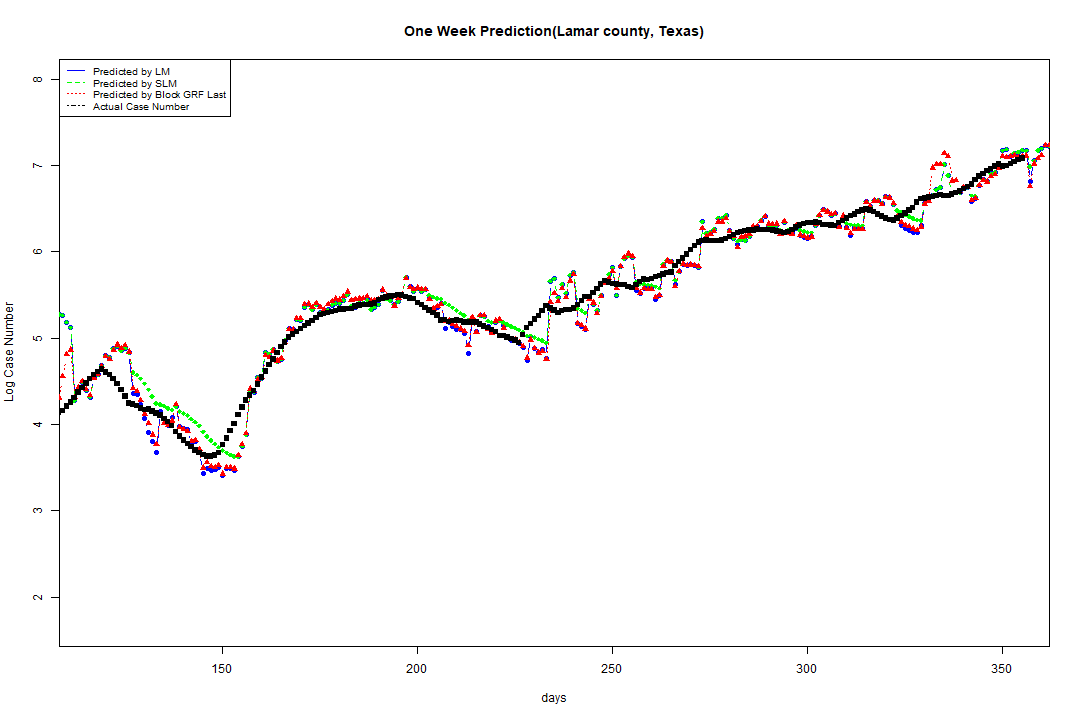 One Week Prediction(Lamar county, Texas)
Predicted by LM
Predicted by SLM
Predicted by Block GRF Last
Actual Case Number
8
7
6
5
4
3
2
Log Case Number
150 200 250 300 350
days